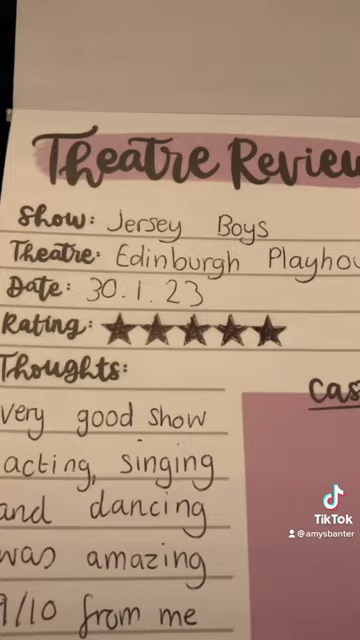 Theatre Review
Show: Jersey Boys
Theatre: Edinburgh Playhou
Date: 30.1.23
Rating: ★★★★★
Thoughts:
Cas
very good show
acting, singing
and dancing
was amazing
9/10 from me
TikTok
@amysbanter